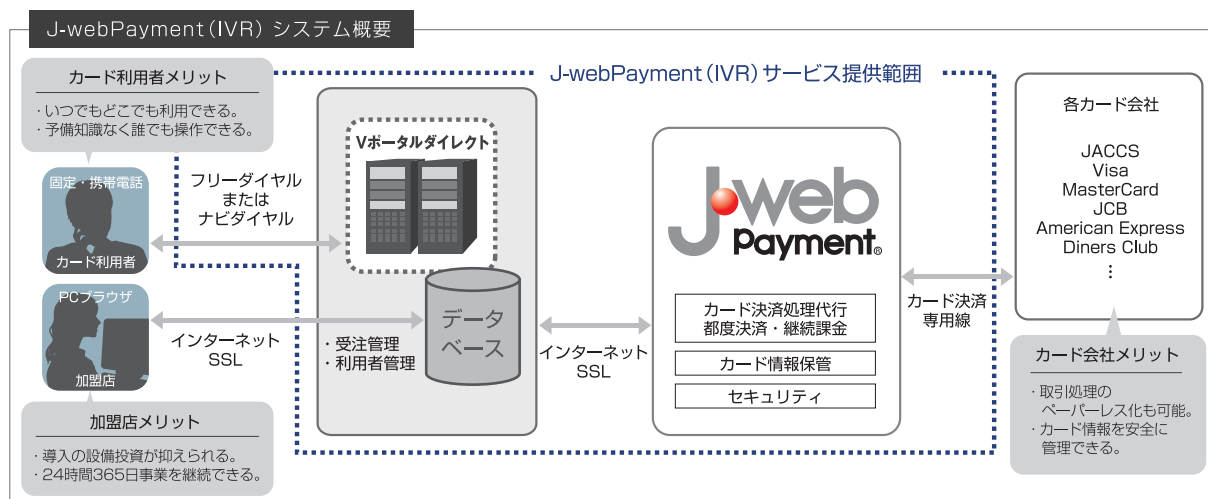 J-webPayment(IVR) システム概要
カード利用者メリット
・いつでもどこでも利用できる。
・予備知識なく誰でも操作できる。
固定・携帯電話
カード利用者
PCブラウザ
加盟店
加盟店メリット
・導入の設備投資が抑えられる。
・24時間365日事業を継続できる。
フリーダイヤル
または
ナビダイヤル
インターネット
SSL
J-webPayment(IVR)サービス提供範囲
Vポータルダイレクト
データ
ベース
・受注管理
・利用者管理
インターネット
SSL
J-web
Payment®
カード決済処理代行
都度決済・継続課金
カード情報保管
セキュリティ
カード決済
専用線
各カード会社
JACCS
Visa
MasterCard
JCB
American Express
Diners Club
⋮
カード会社メリット
・取引処理の
ペーパーレス化も可能。
・カード情報を安全に
管理できる。